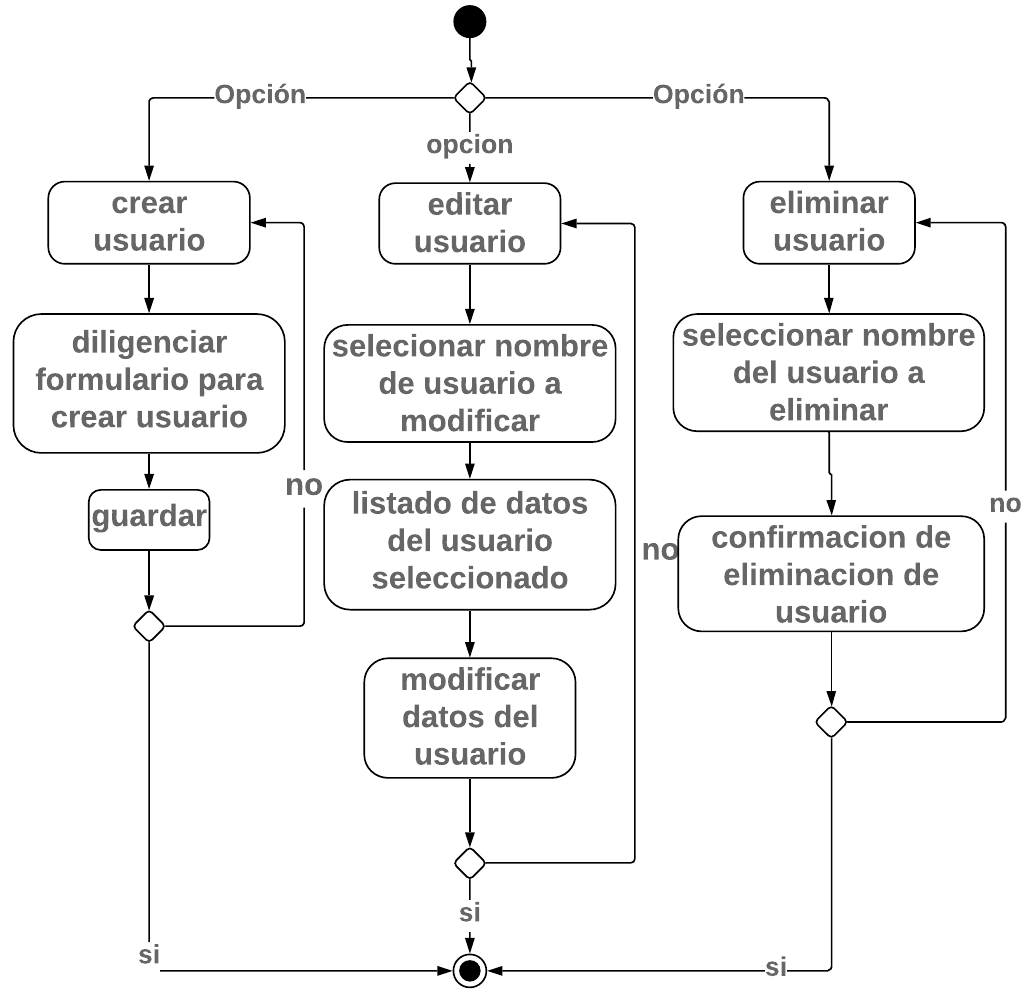 Opción
Opción
opcion
crear
usuario
editar
usuario
eliminar
usuario
diligenciar
formulario para
crear usuario
selecionar nombre
de usuario a
modificar
seleccionar nombre
del usuario a
eliminar
guardar
no
listado de datos
del usuario
seleccionado
no
confirmacion de
eliminacion de
usuario
no
modificar
datos del
usuario
si
si
si